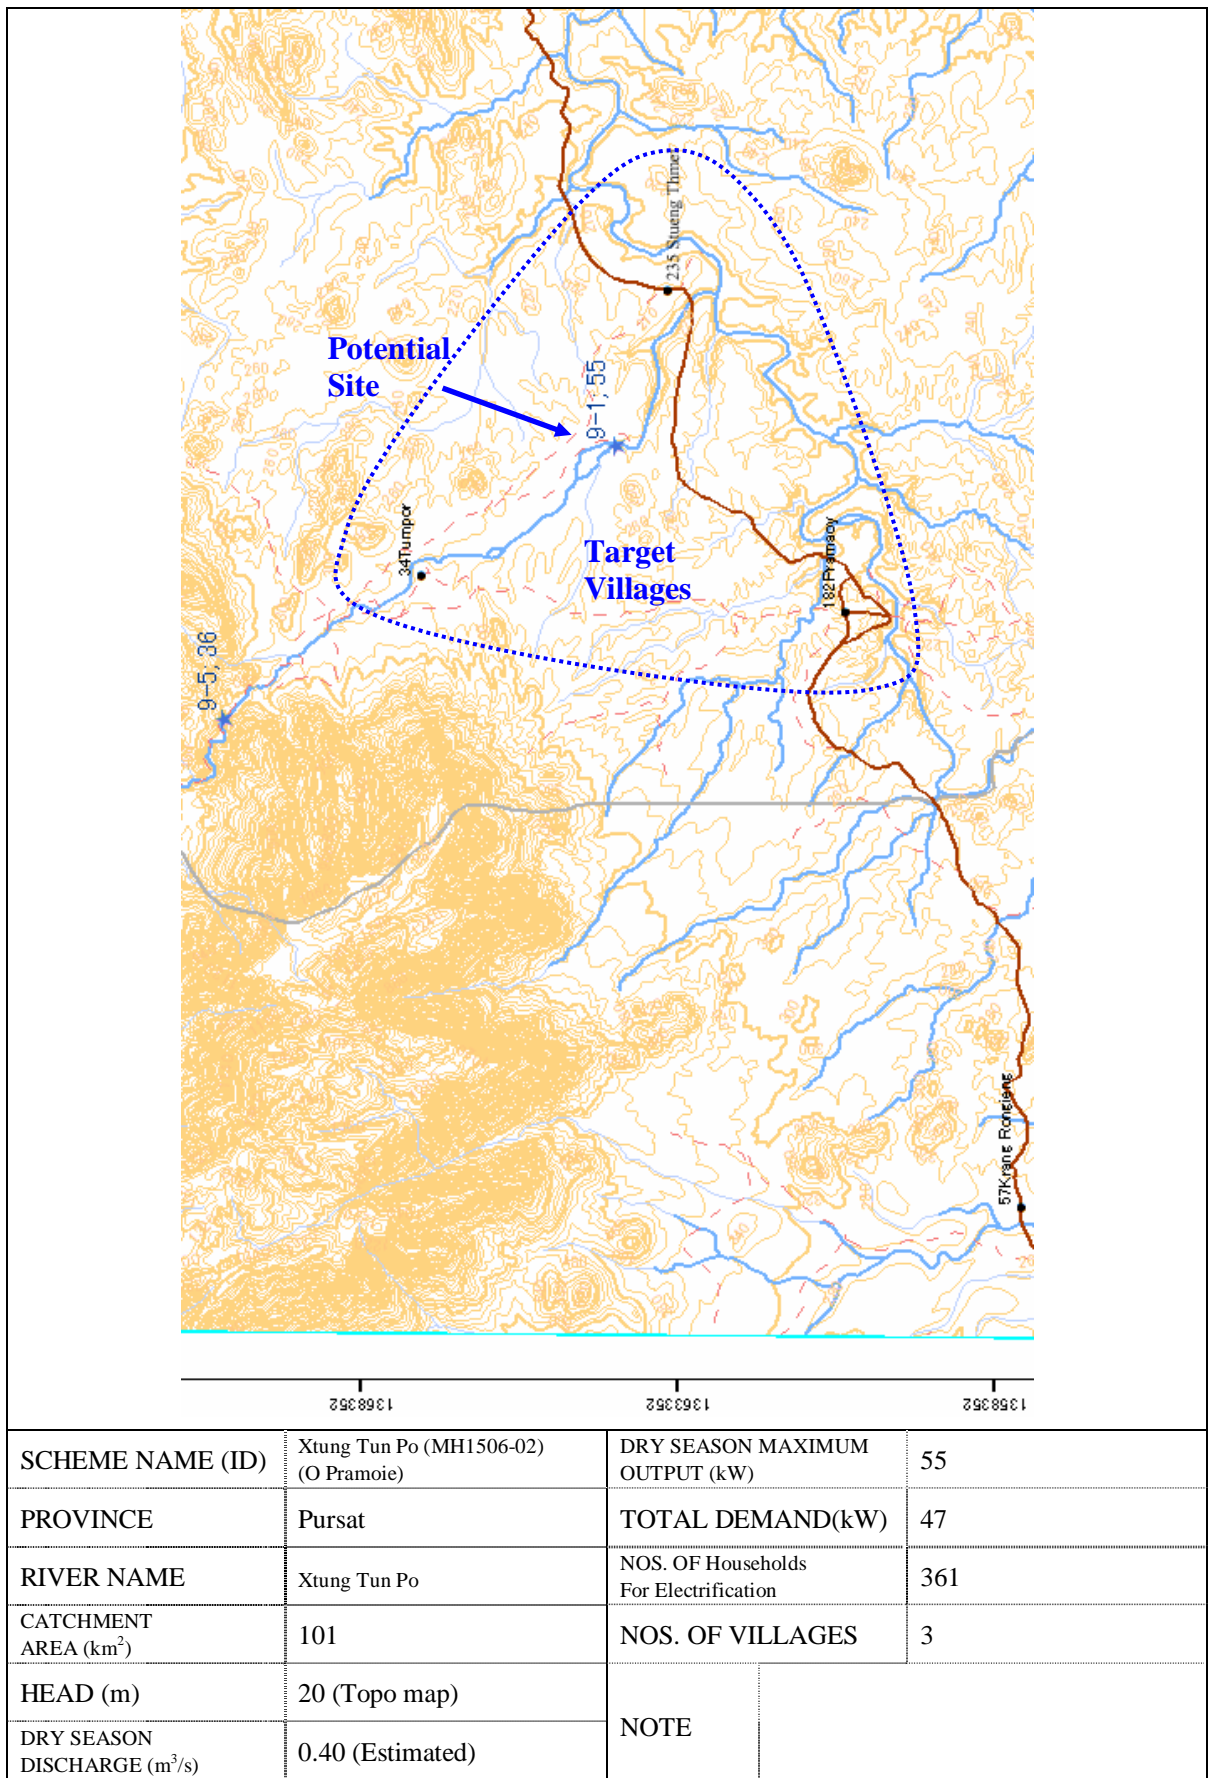 235 Stueng Thmei
Potential
Site
9-1; 55
34Tumpor
Target
Villages
182Pramaoy
9-5; 36
57Krang Rongieng
1368352
1363352
1358352
SCHEME NAME (ID)
Xtung Tun Po (MH1506-02)
(O Pramoie)
DRY SEASON MAXIMUM
OUTPUT (kW)
55
PROVINCE
Pursat
TOTAL DEMAND(kW)
47
RIVER NAME
Xtung Tun Po
NOS. OF Households
For Electrification
361
CATCHMENT
AREA (km²)
101
NOS. OF VILLAGES
3
HEAD (m)
20 (Topo map)
NOTE
DRY SEASON
DISCHARGE (m³/s)
0.40 (Estimated)